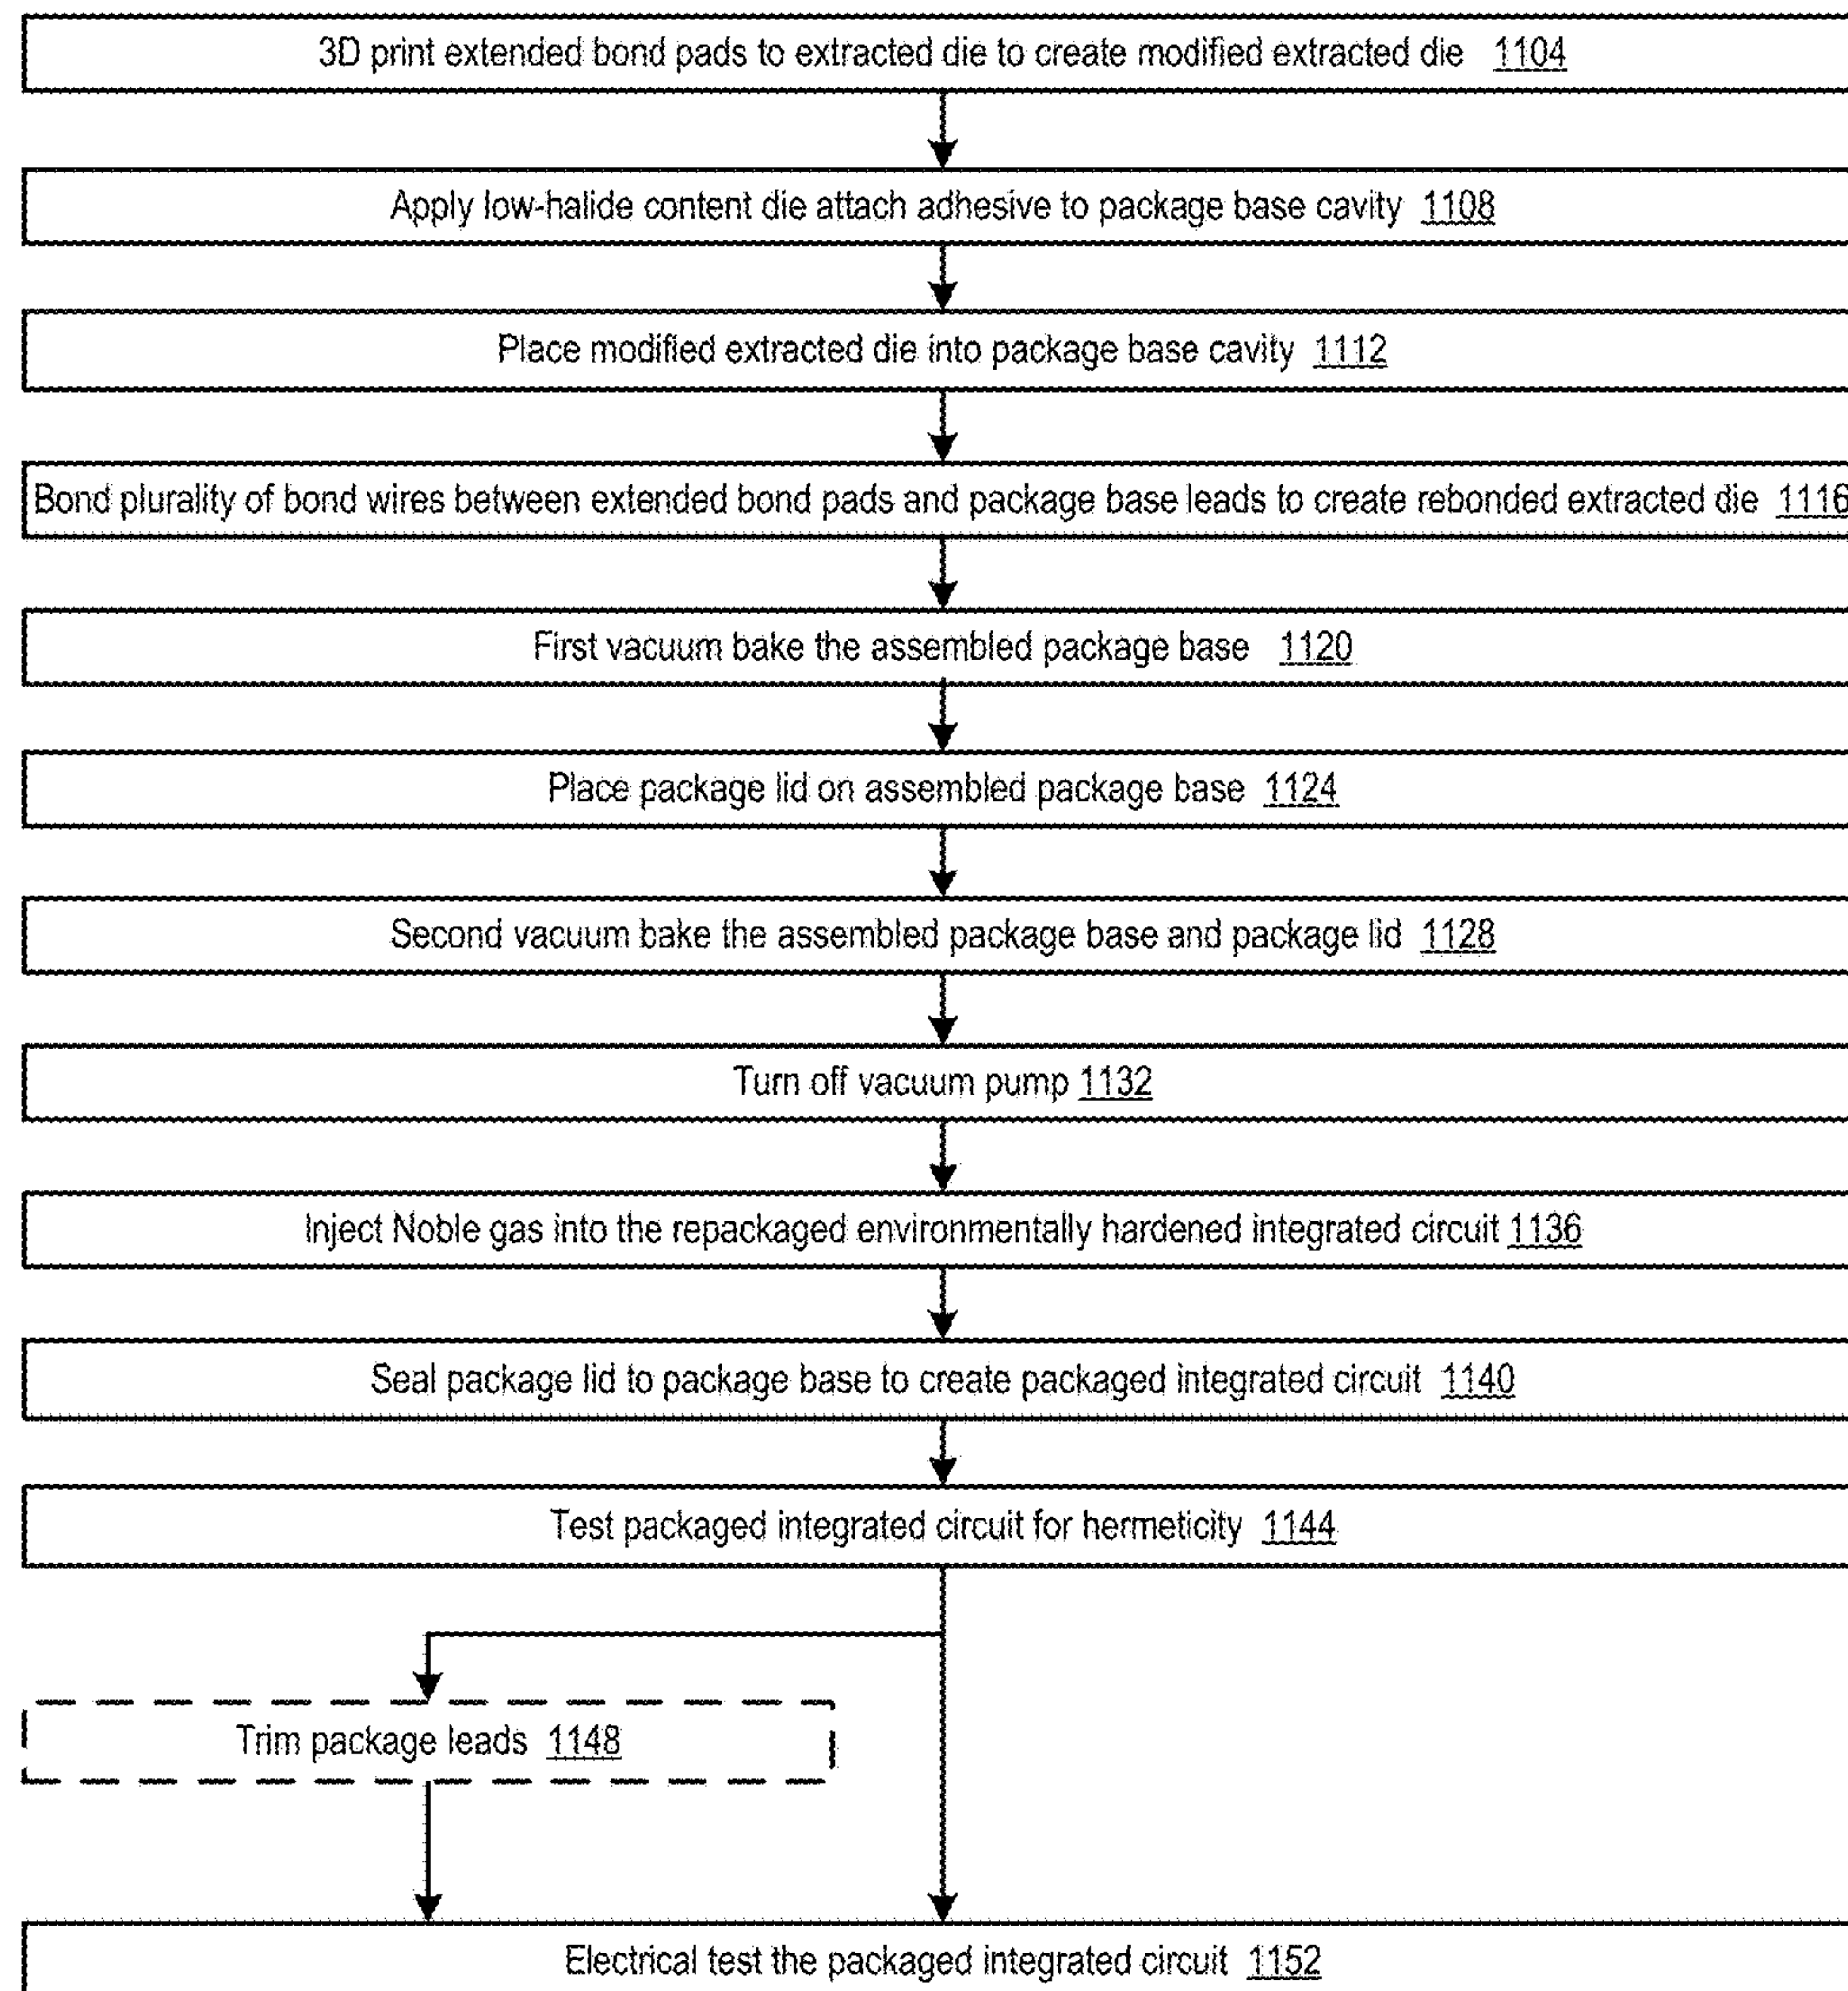 3D print extended bond pads to extracted die to create modified extracted die 1104
Apply low-halide content die attach adhesive to package base cavity 1108
Place modified extracted die into package base cavity 1112
Bond plurality of bond wires between extended bond pads and package base leads to create rebonded extracted die 1116
First vacuum bake the assembled package base 1120
Place package lid on assembled package base 1124
Second vacuum bake the assembled package base and package lid 1128
Turn off vacuum pump 1132
Inject Noble gas into the repackaged environmentally hardened integrated circuit 1136
Seal package lid to package base to create packaged integrated circuit 1140
Test packaged integrated circuit for hermeticity 1144
Trim package leads 1148
Electrical test the packaged integrated circuit 1152